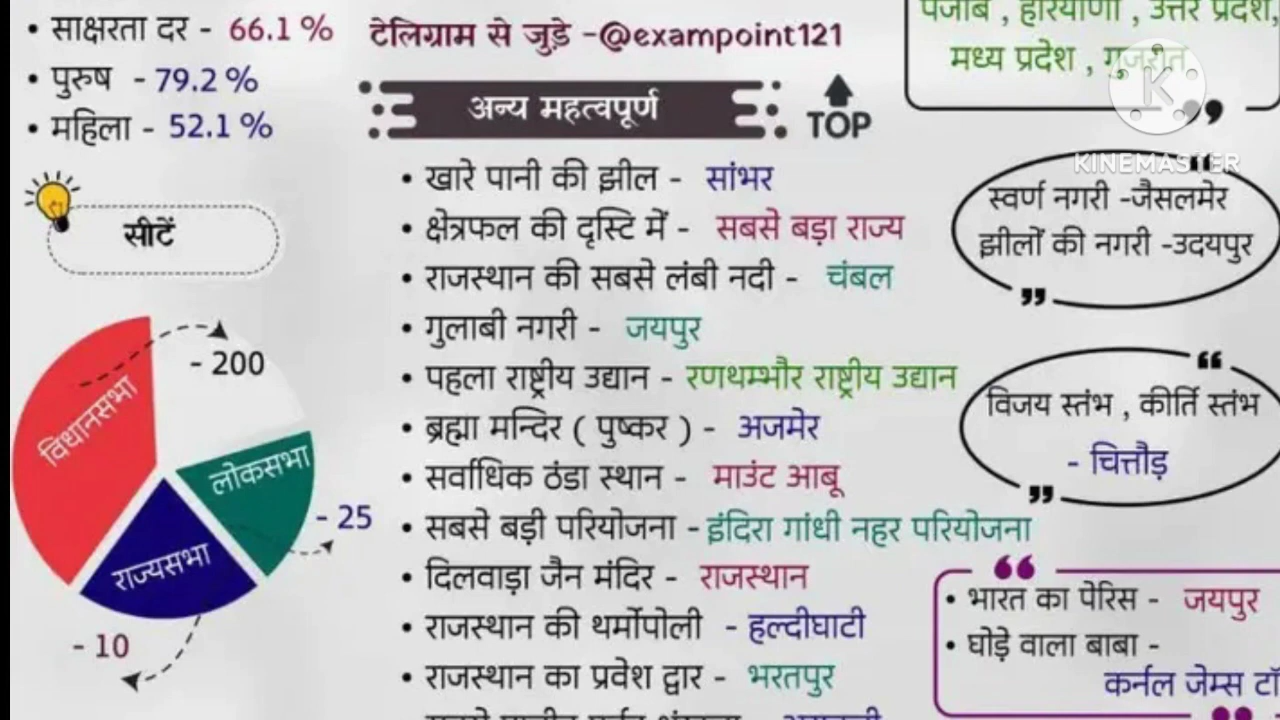 • साक्षरता दर - 66.1 %
• पुरुष - 79.2 %
• महिला - 52.1 %
टेलिग्राम से जुड़े -@exampoint121
अन्य महत्वपूर्ण
TOP
पंजाब , हरियाणा , उत्तर प्रदेश,
मध्य प्रदेश , गुजरात
K
KINEMASTER
सीटें
विधानसभा
- 200
लोकसभा
- 25
राज्यसभा
- 10
• खारे पानी की झील - सांभर
• क्षेत्रफल की दृस्टि में - सबसे बड़ा राज्य
• राजस्थान की सबसे लंबी नदी - चंबल
• गुलाबी नगरी - जयपुर
• पहला राष्ट्रीय उद्यान - रणथम्भौर राष्ट्रीय उद्यान
• ब्रह्मा मन्दिर ( पुष्कर ) - अजमेर
• सर्वाधिक ठंडा स्थान - माउंट आबू
• सबसे बड़ी परियोजना - इंदिरा गांधी नहर परियोजना
• दिलवाड़ा जैन मंदिर - राजस्थान
• राजस्थान की थर्मोपोली - हल्दीघाटी
• राजस्थान का प्रवेश द्वार - भरतपुर
स्वर्ण नगरी -जैसलमेर
झीलों की नगरी -उदयपुर
विजय स्तंभ , कीर्ति स्तंभ
- चित्तौड़
• भारत का पेरिस - जयपुर
• घोड़े वाला बाबा -
कर्नल जेम्स